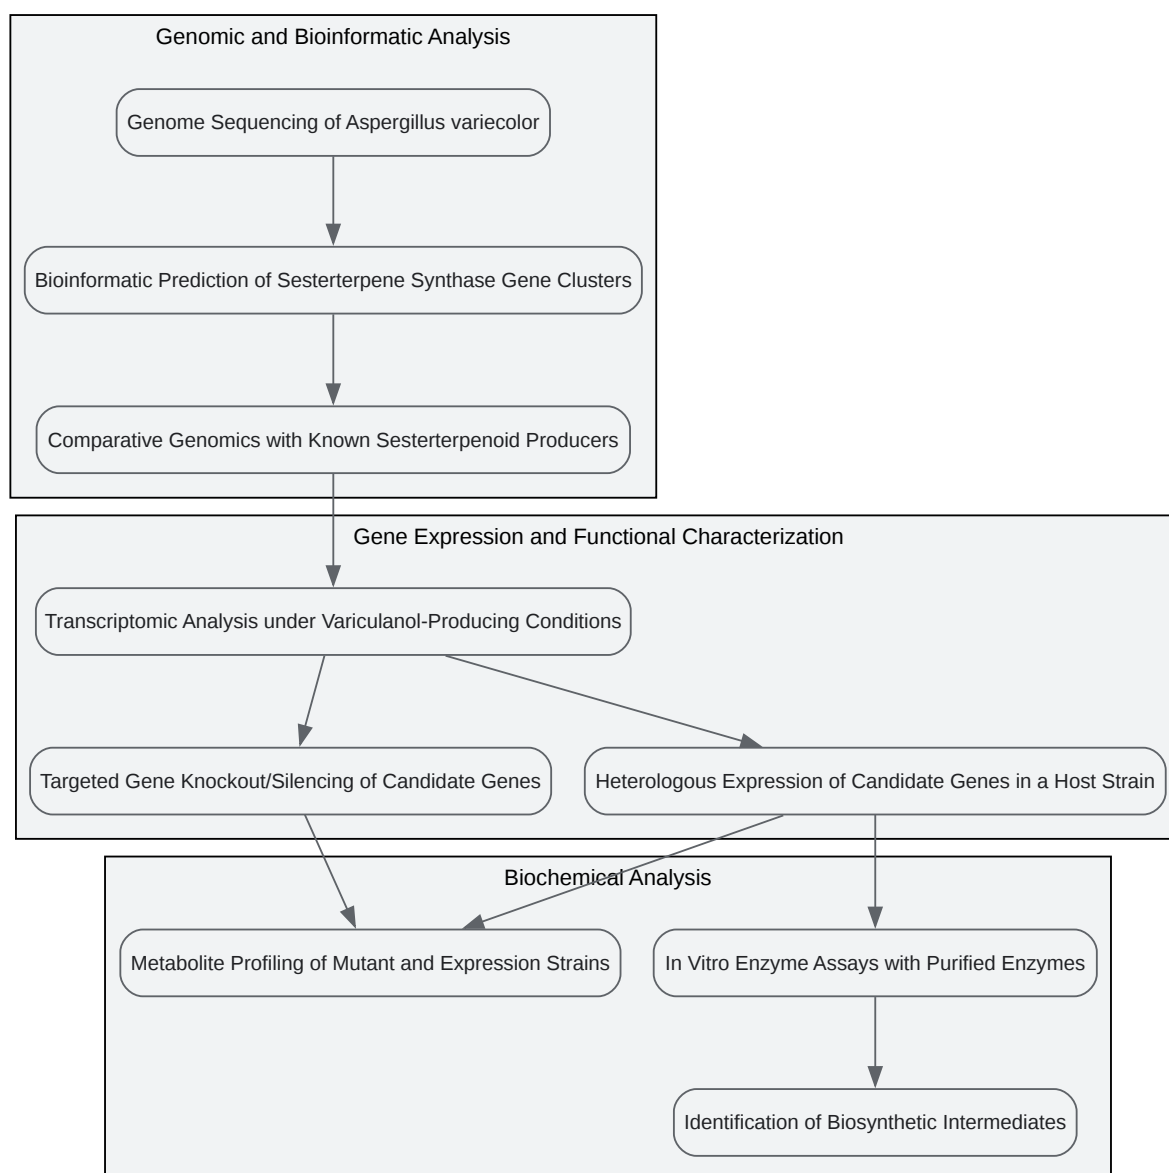 Genomic and Bioinformatic Analysis
Genome Sequencing of Aspergillus variecolor
Bioinformatic Prediction of Sesterterpene Synthase Gene Clusters
Comparative Genomics with Known Sesterterpenoid Producers
Gene Expression and Functional Characterization
Transcriptomic Analysis under Variculanol-Producing Conditions
Targeted Gene Knockout/Silencing of Candidate Genes
Heterologous Expression of Candidate Genes in a Host Strain
Biochemical Analysis
Metabolite Profiling of Mutant and Expression Strains
In Vitro Enzyme Assays with Purified Enzymes
Identification of Biosynthetic Intermediates